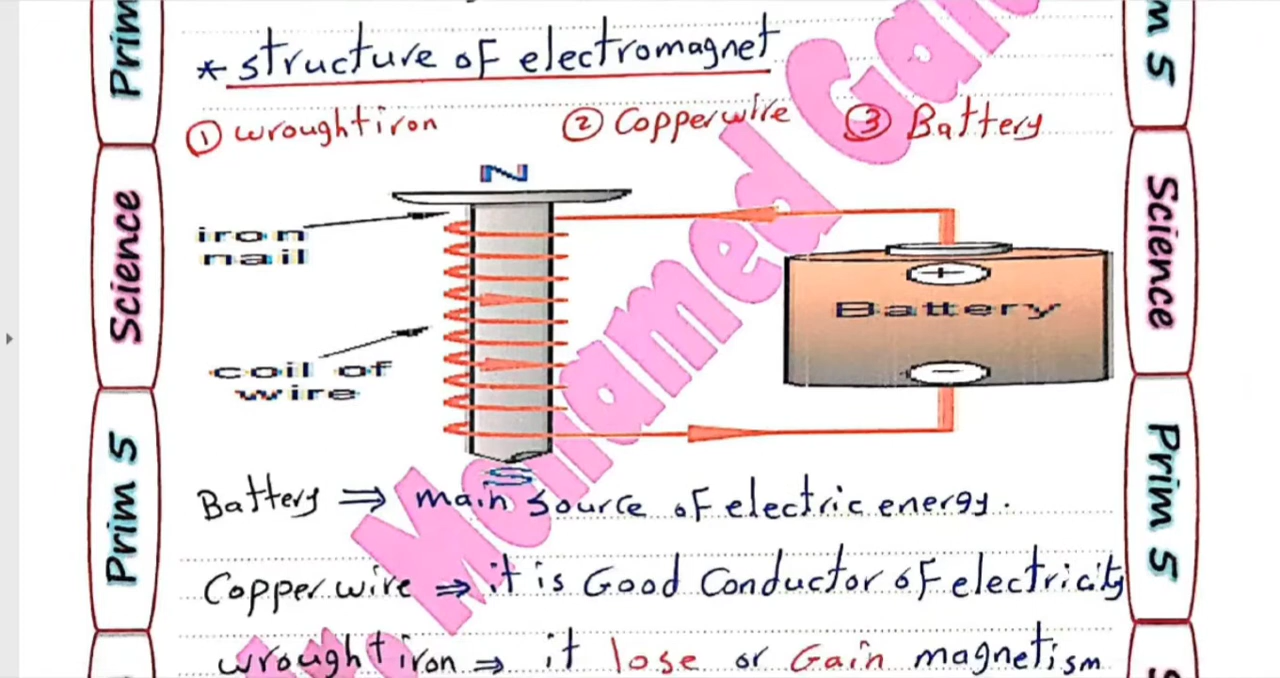 * structure of electromagnet
① wrought iron ② Copper wire ③ Battery
N
iron
nail
+
Battery
coil of
wire
-
S
Battery ⇒ main source of electric energy.
Copper wire ⇒ it is Good Conductor of electricity
wrought iron ⇒ it lose or Gain magnetism
Prim
Science
Prim 5
m 5
Science
Prim 5
Mohamed Ga